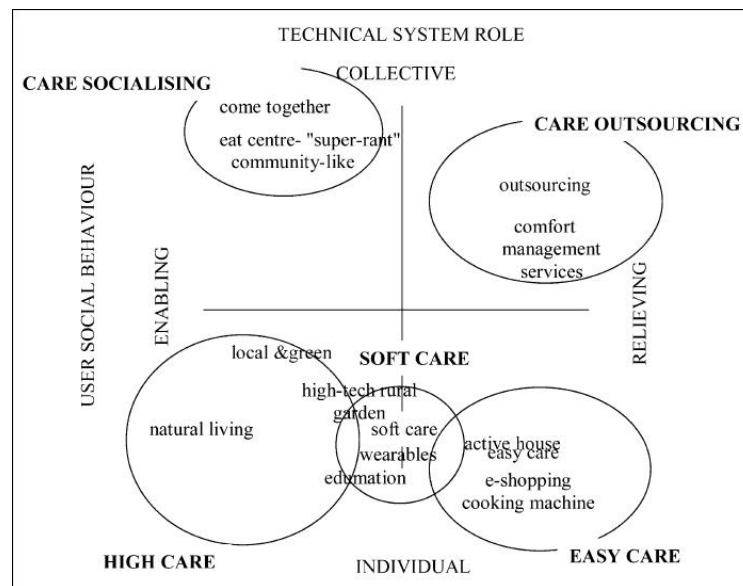 TECHNICAL SYSTEM ROLE
COLLECTIVE
CARE SOCIALISING
come together
eat centre- "super-rant"
community-like
CARE OUTSOURCING
outsourcing
comfort
management
services
USER SOCIAL BEHAVIOUR
ENABLING
RELIEVING
local &green
natural living
SOFT CARE
high-tech rural
garden
soft care
wearables
edumation
active house
easy care
e-shopping
cooking machine
HIGH CARE
INDIVIDUAL
EASY CARE